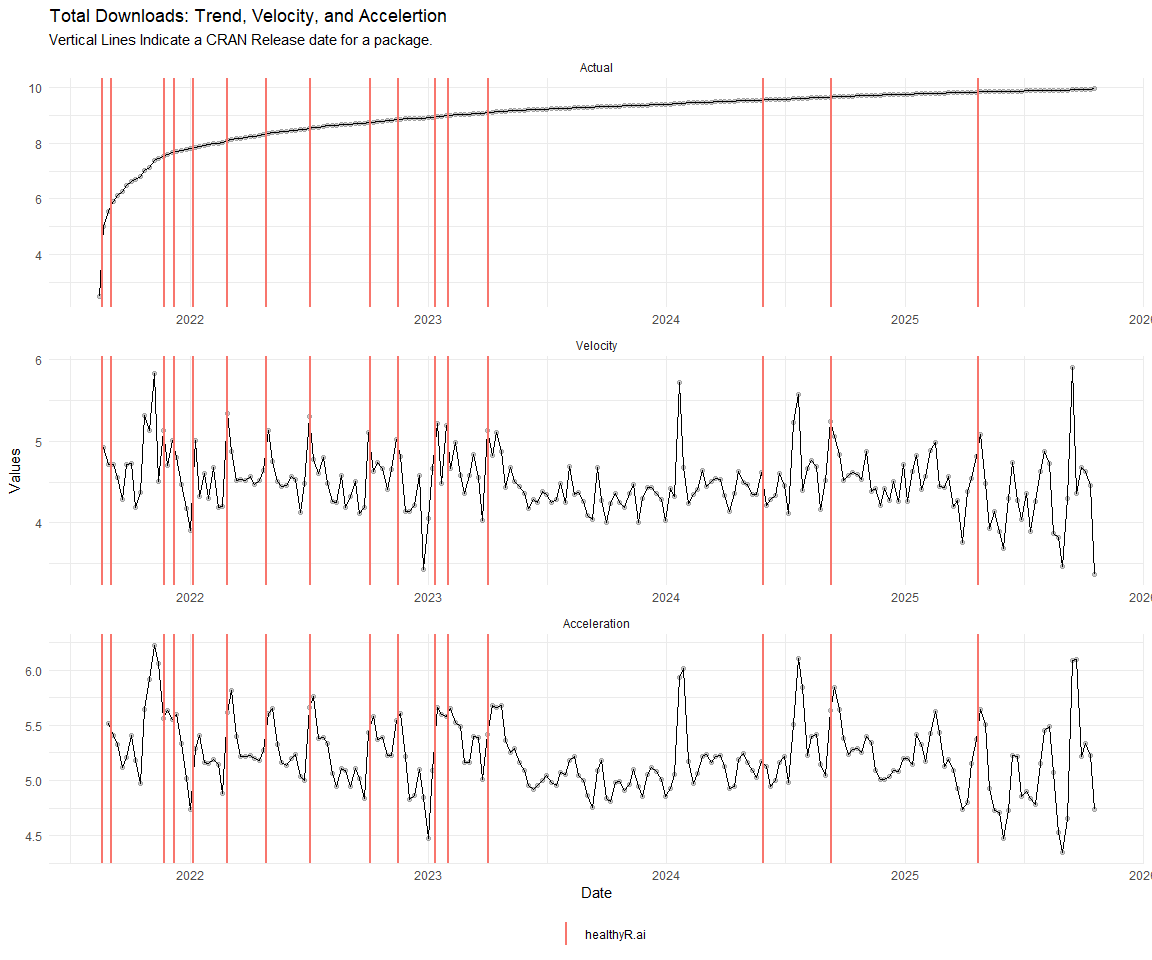 Total Downloads: Trend, Velocity, and Accelertion
Vertical Lines Indicate a CRAN Release date for a package.
Actual
10
8
6
4
2022 2023 2024 2025 202
Velocity
6
5
4
2022 2023 2024 2025 202
Values
Acceleration
6.0
5.5
5.0
4.5
2022 2023 2024 2025 202
Date
healthyR.ai